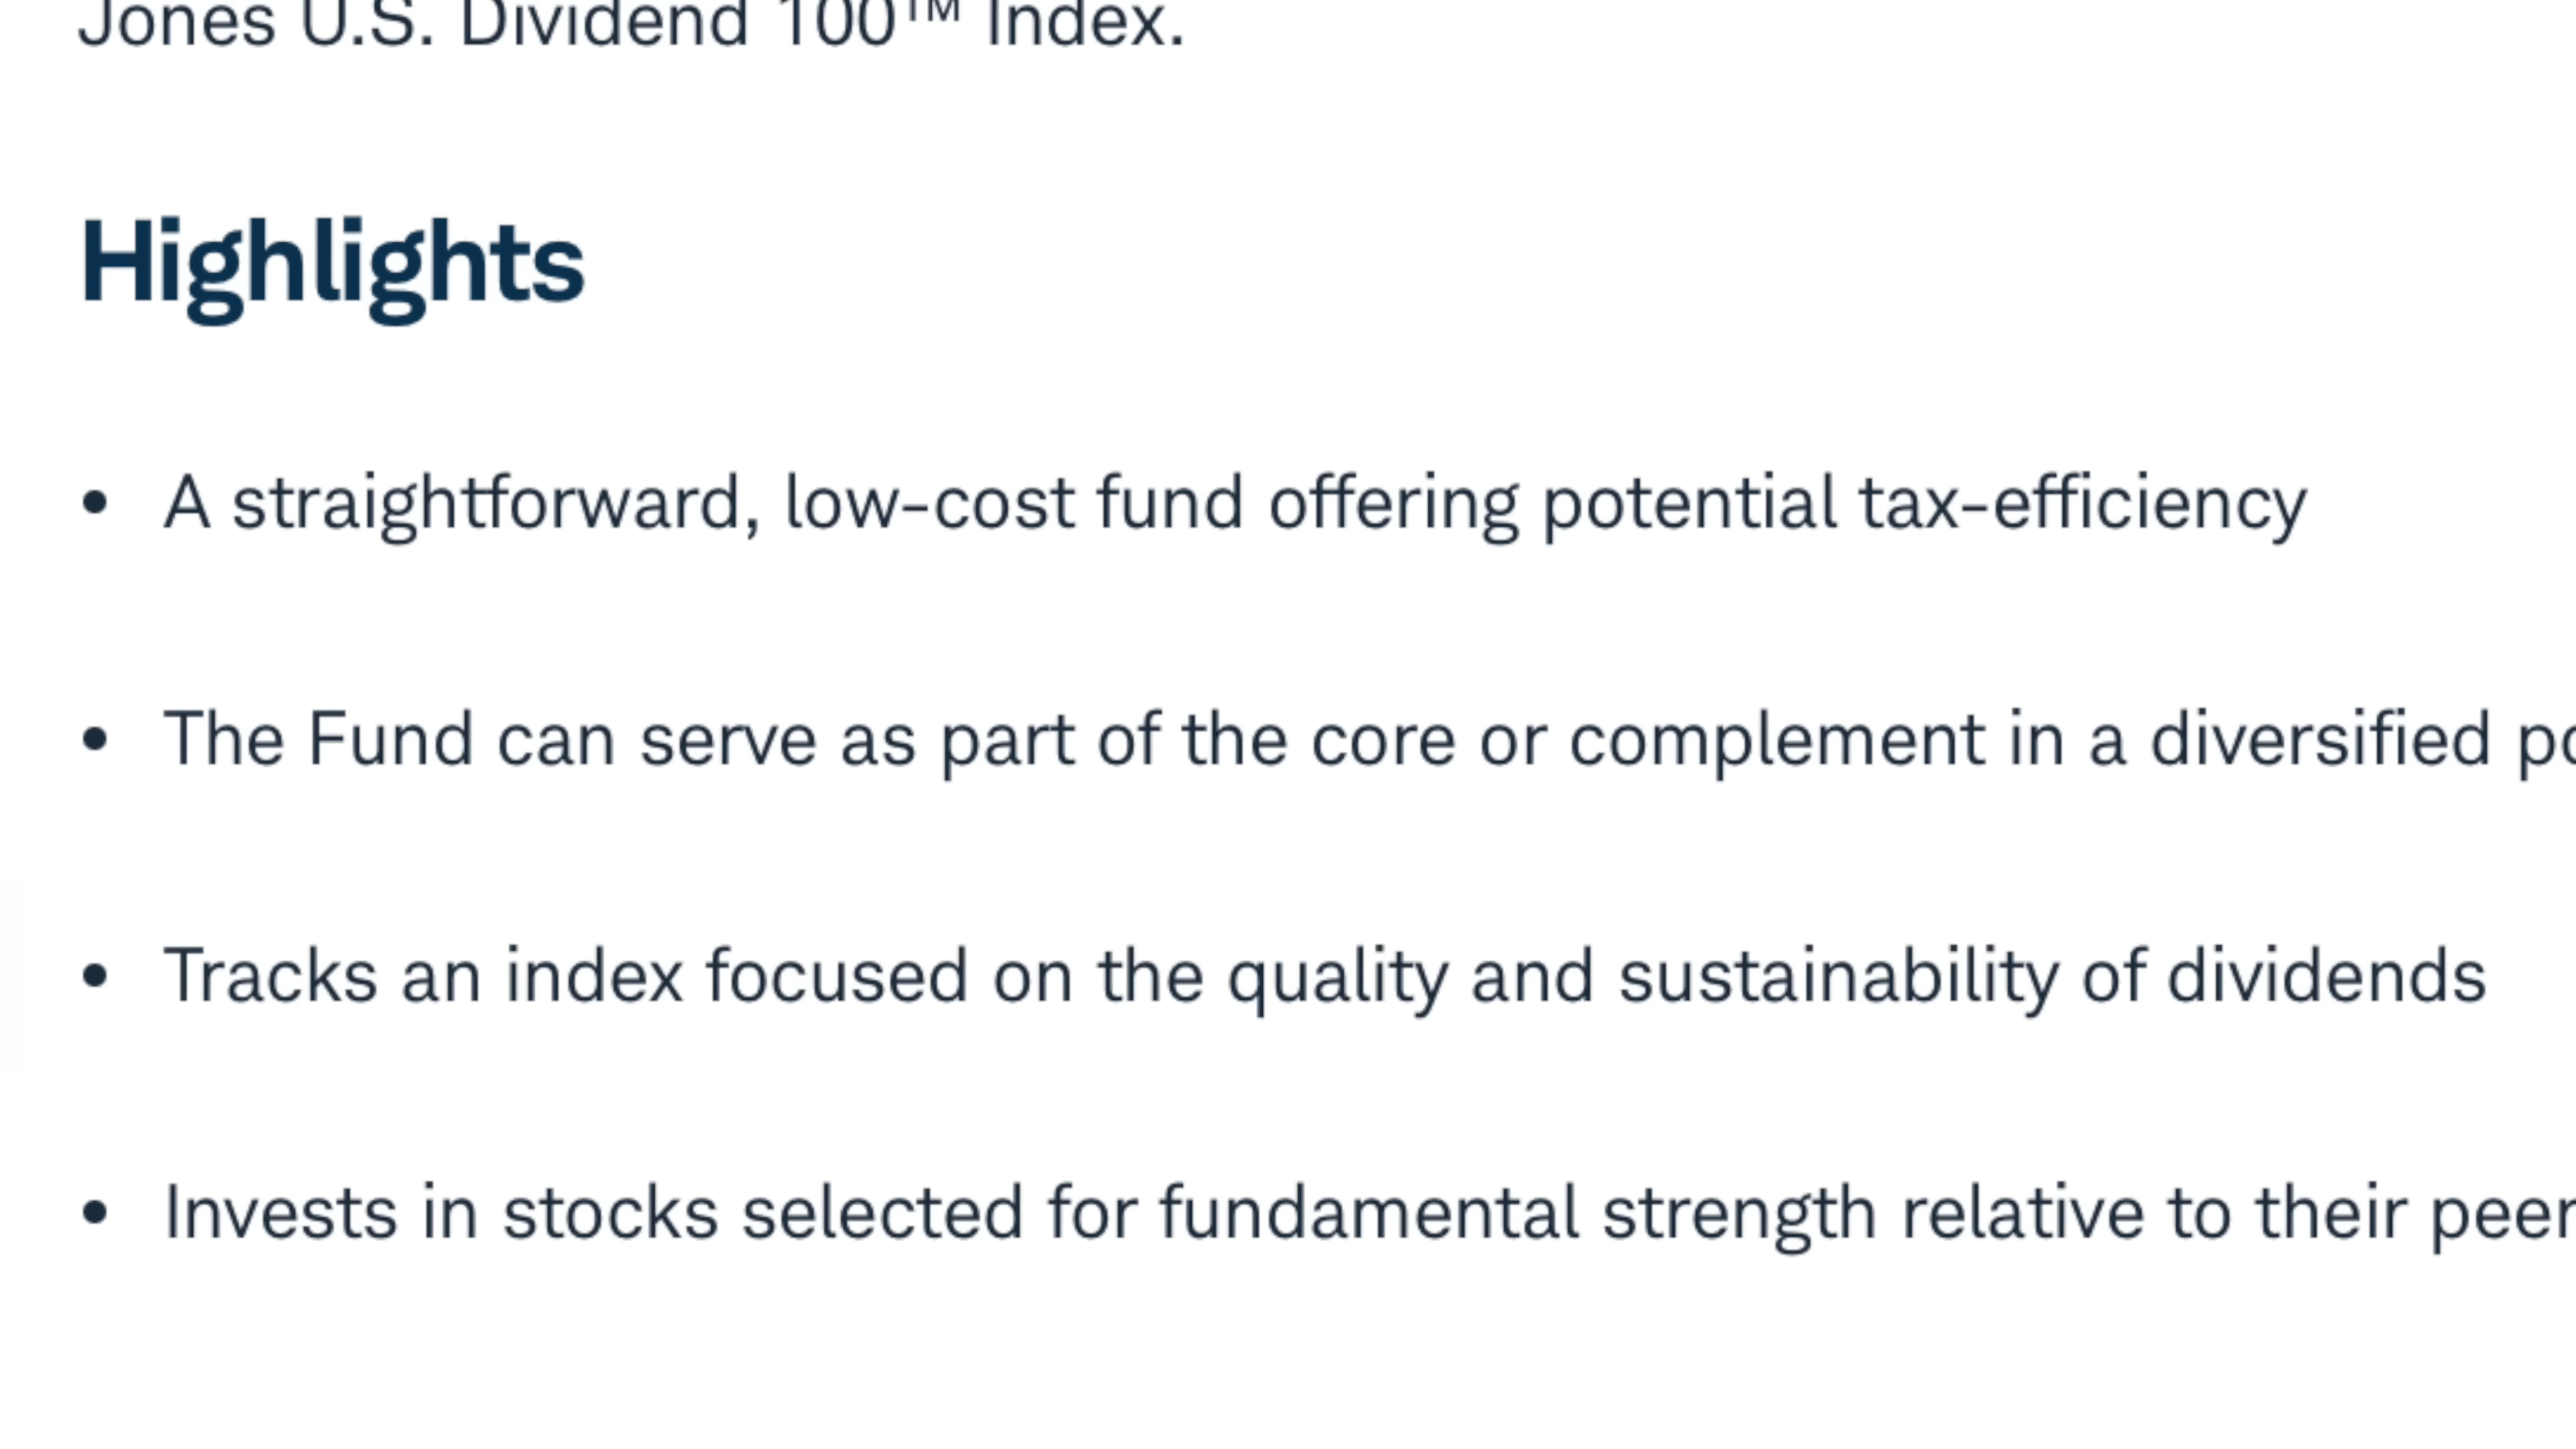 Jones U.S. Dividend 100™ Index.
Highlights
• A straightforward, low-cost fund offering potential tax-efficiency
• The Fund can serve as part of the core or complement in a diversified
• Tracks an index focused on the quality and sustainability of dividends
• Invests in stocks selected for fundamental strength relative to their